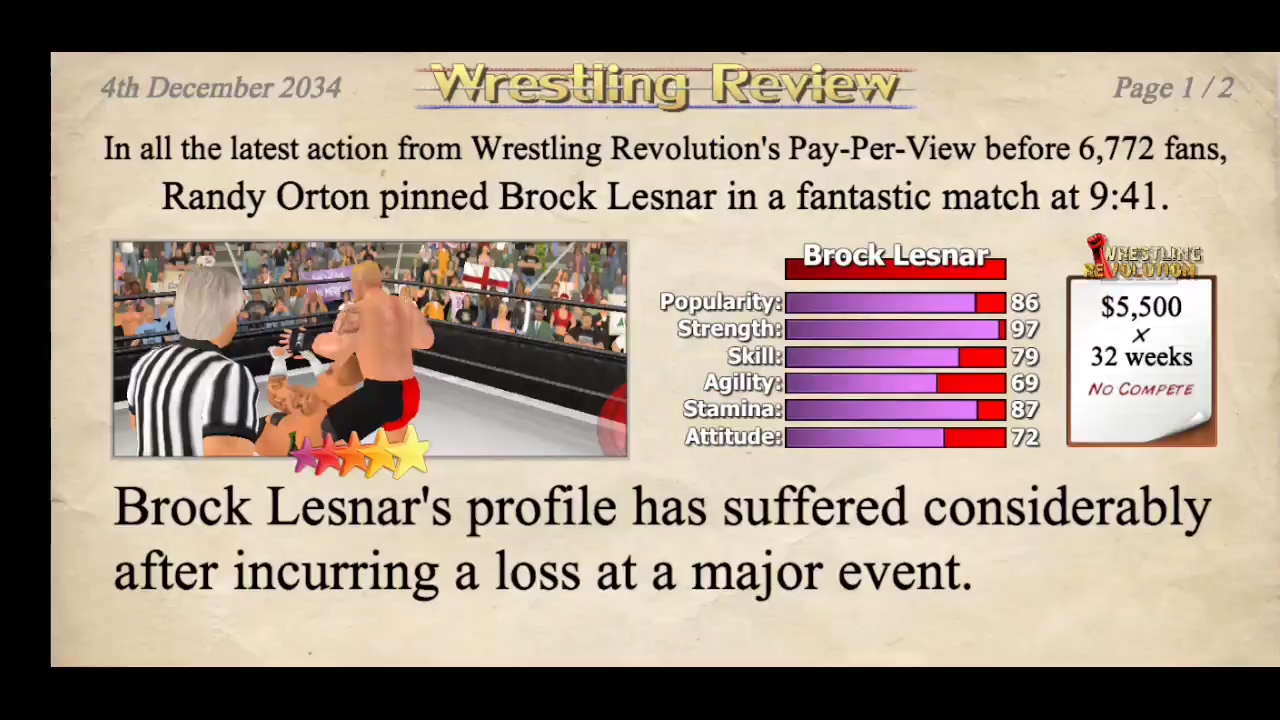 4th December 2034
Wrestling Review
Page 1 / 2
In all the latest action from Wrestling Revolution's Pay-Per-View before 6,772 fans,
Randy Orton pinned Brock Lesnar in a fantastic match at 9:41.
Brock Lesnar
Popularity: 86
Strength: 97
Skill: 79
Agility: 69
Stamina: 87
Attitude: 72
WRESTLING
REVOLUTION
$5,500
x
32 weeks
NO COMPETE
Brock Lesnar's profile has suffered considerably
after incurring a loss at a major event.